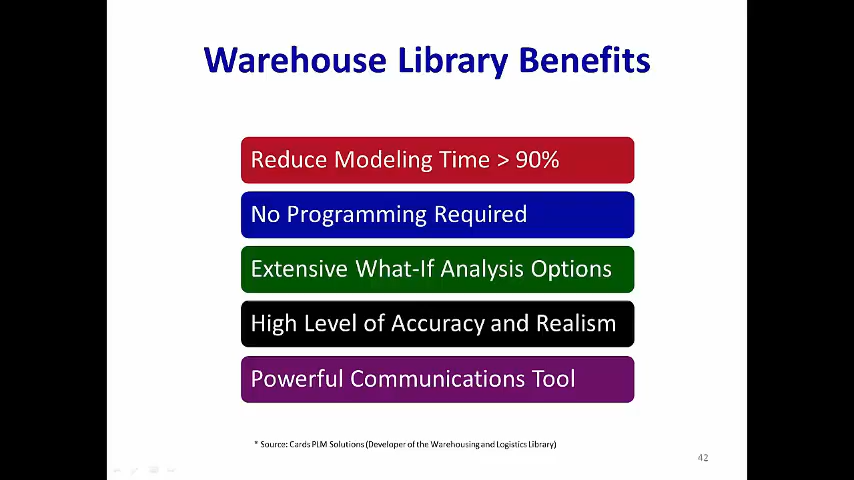 Warehouse Library Benefits
Reduce Modeling Time > 90%
No Programming Required
Extensive What-If Analysis Options
High Level of Accuracy and Realism
Powerful Communications Tool
* Source: Cards PLM Solutions (Developer of the Warehousing and Logistics Library)
42